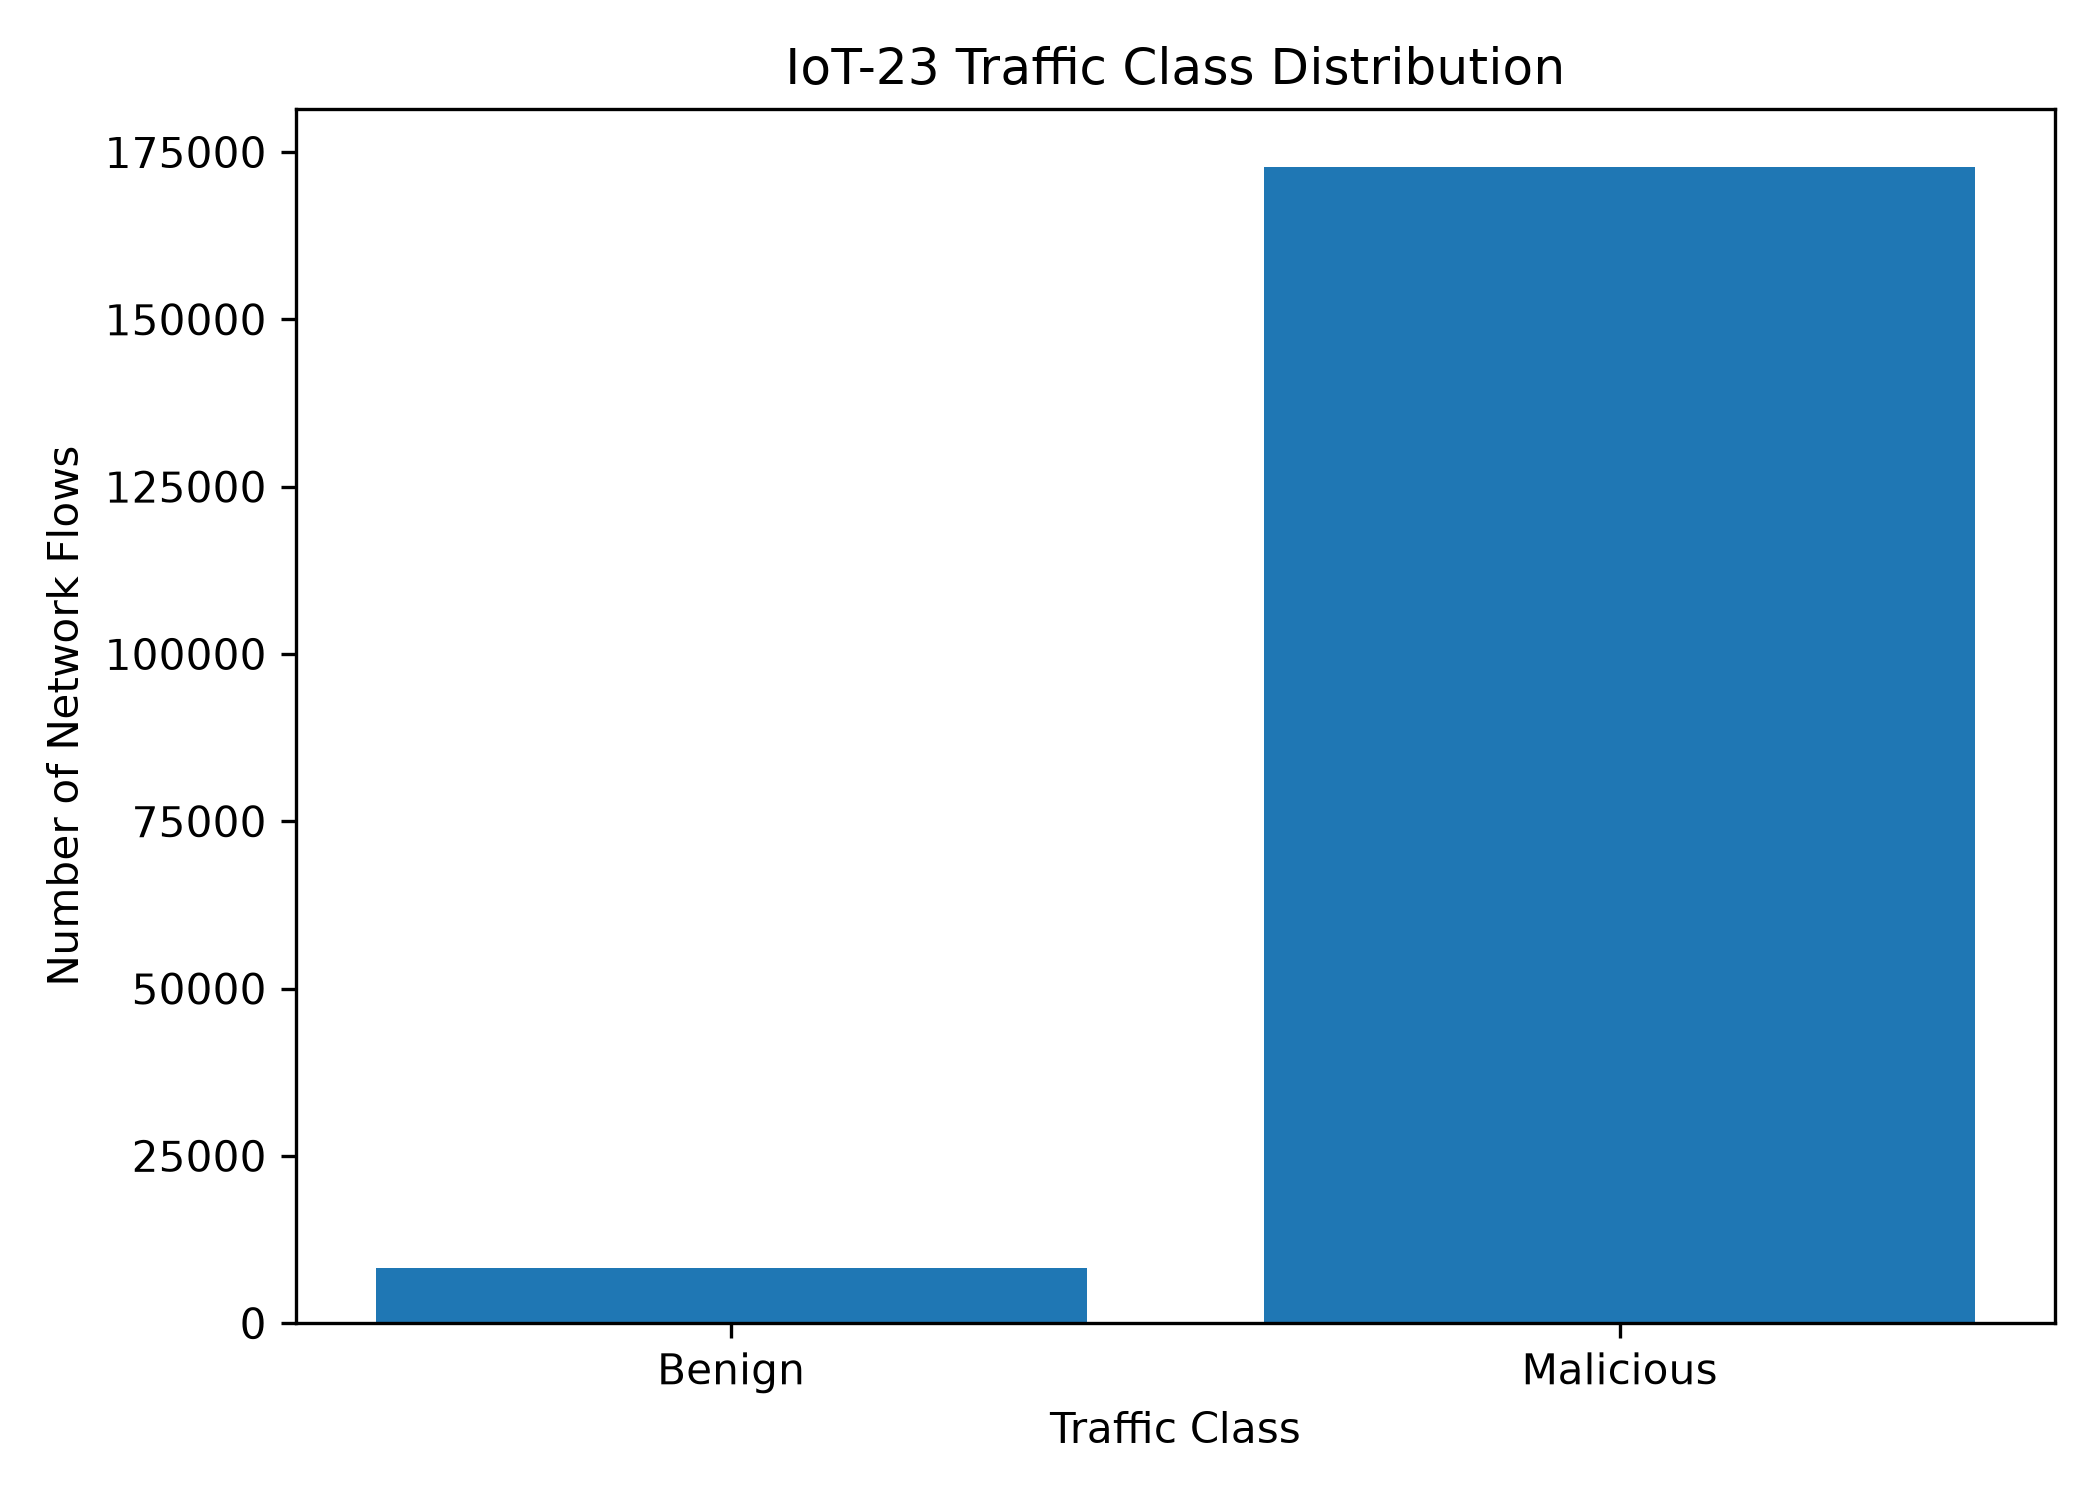 IoT-23 Traffic Class Distribution
Number of Network Flows
175000
150000
125000
100000
75000
50000
25000
0
Benign
Malicious
Traffic Class